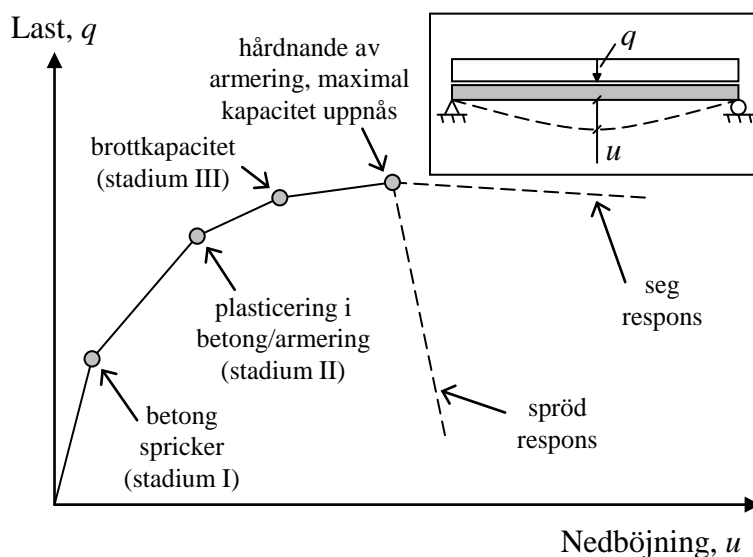 Last, q
hårdnande av
armering, maximal
kapacitet uppnås
q
u
brottkapacitet
(stadium III)
plasticering i
betong/armering
(stadium II)
seg
respons
betong
spricker
(stadium I)
spröd
respons
Nedböjning, u